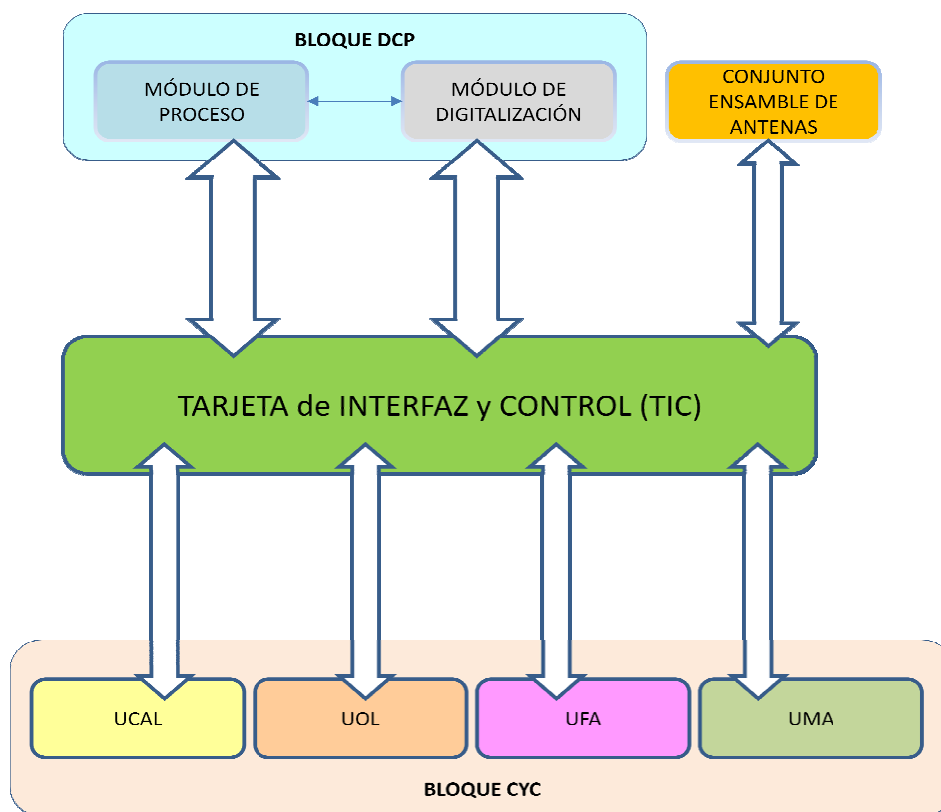 BLOQUE DCP
MÓDULO DE
PROCESO
MÓDULO DE
DIGITALIZACIÓN
CONJUNTO
ENSAMBLE DE
ANTENAS
TARJETA de INTERFAZ y CONTROL (TIC)
UCAL
UOL
UFA
UMA
BLOQUE CYC